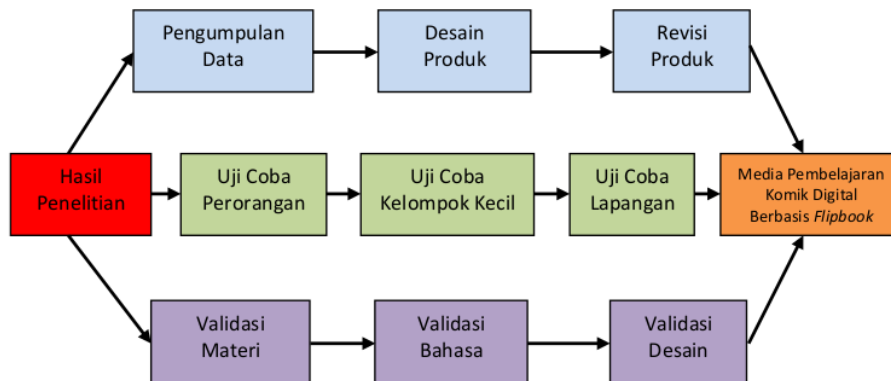 Pengumpulan
Data
Desain
Produk
Revisi
Produk
Hasil
Penelitian
Uji Coba
Perorangan
Uji Coba
Kelompok Kecil
Uji Coba
Lapangan
Media Pembelajaran
Komik Digital
Berbasis Flipbook
Validasi
Materi
Validasi
Bahasa
Validasi
Desain